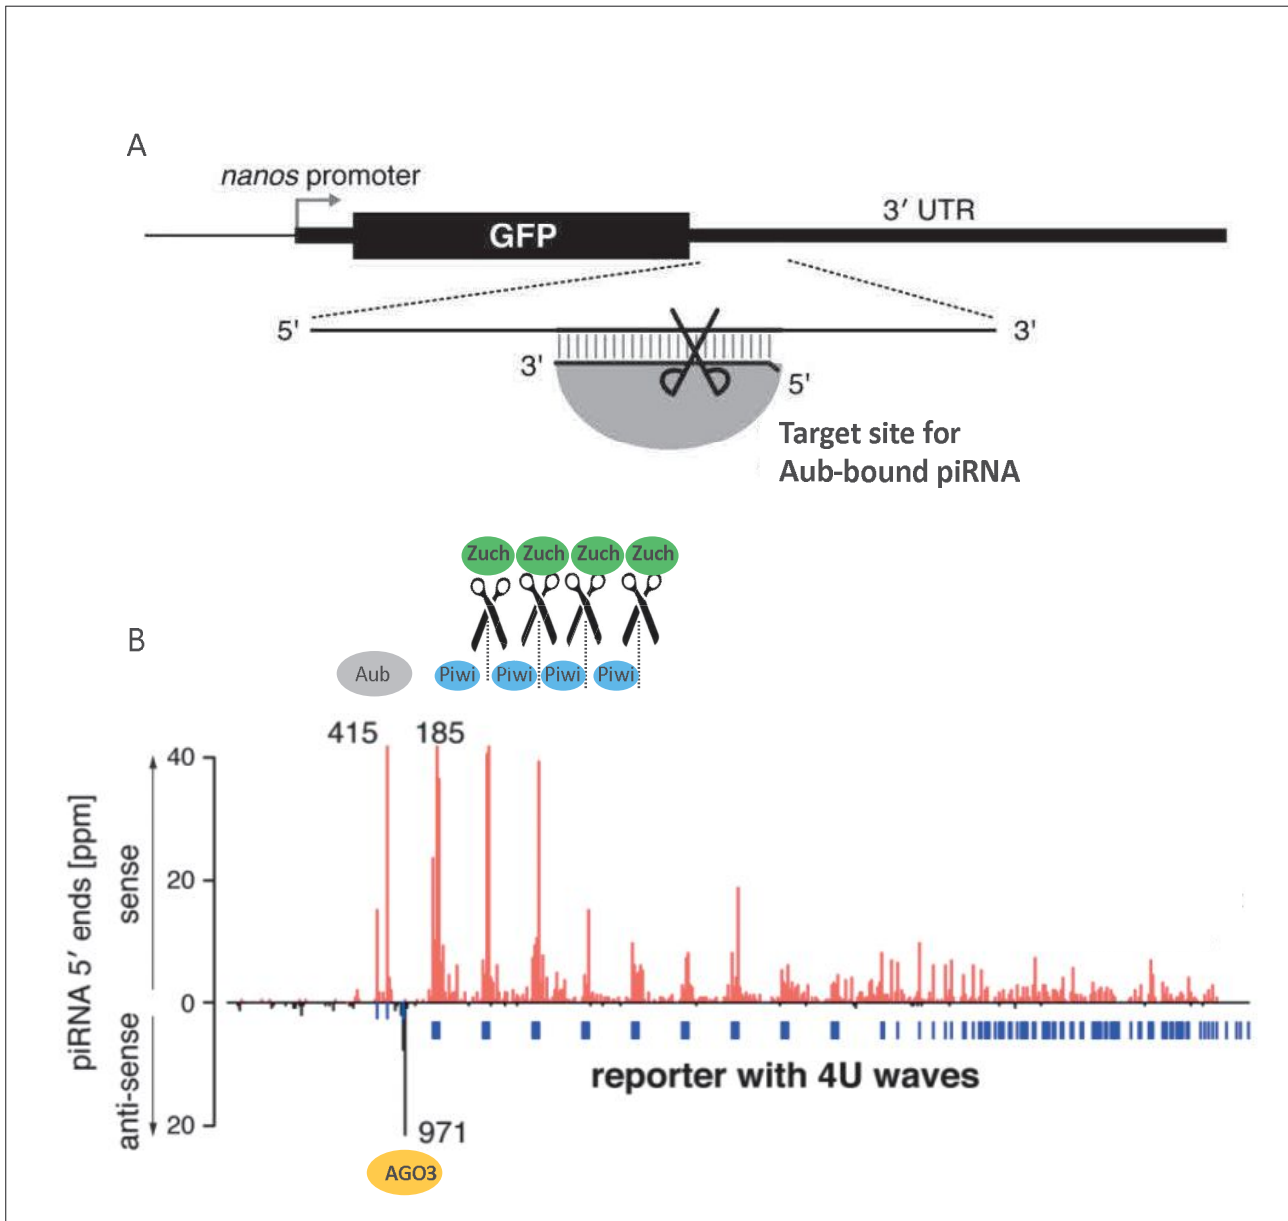 A
nanos promoter
GFP
3′ UTR
5'
3'
3'
5'
Target site for
Aub-bound piRNA
Zuch Zuch Zuch Zuch
B
Aub
Piwi Piwi Piwi Piwi
415 185
40
20
0
20
piRNA 5′ ends [ppm]
sense
anti-sense
reporter with 4U waves
971
AGO3